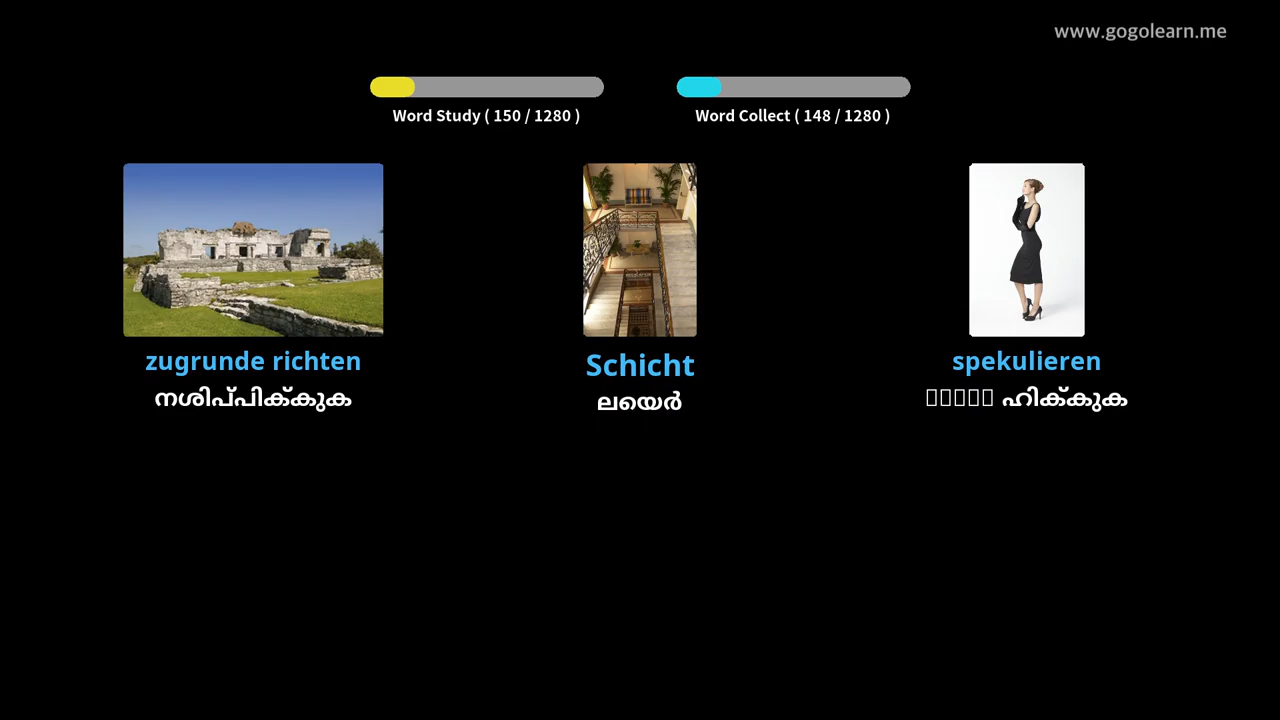 www.gogolearn.me
Word Study ( 150 / 1280 )
Word Collect ( 148 / 1280 )
zugrunde richten
നശിപ്പിക്കുക
Schicht
ലയെർ
spekulieren
ഹിക്കുക